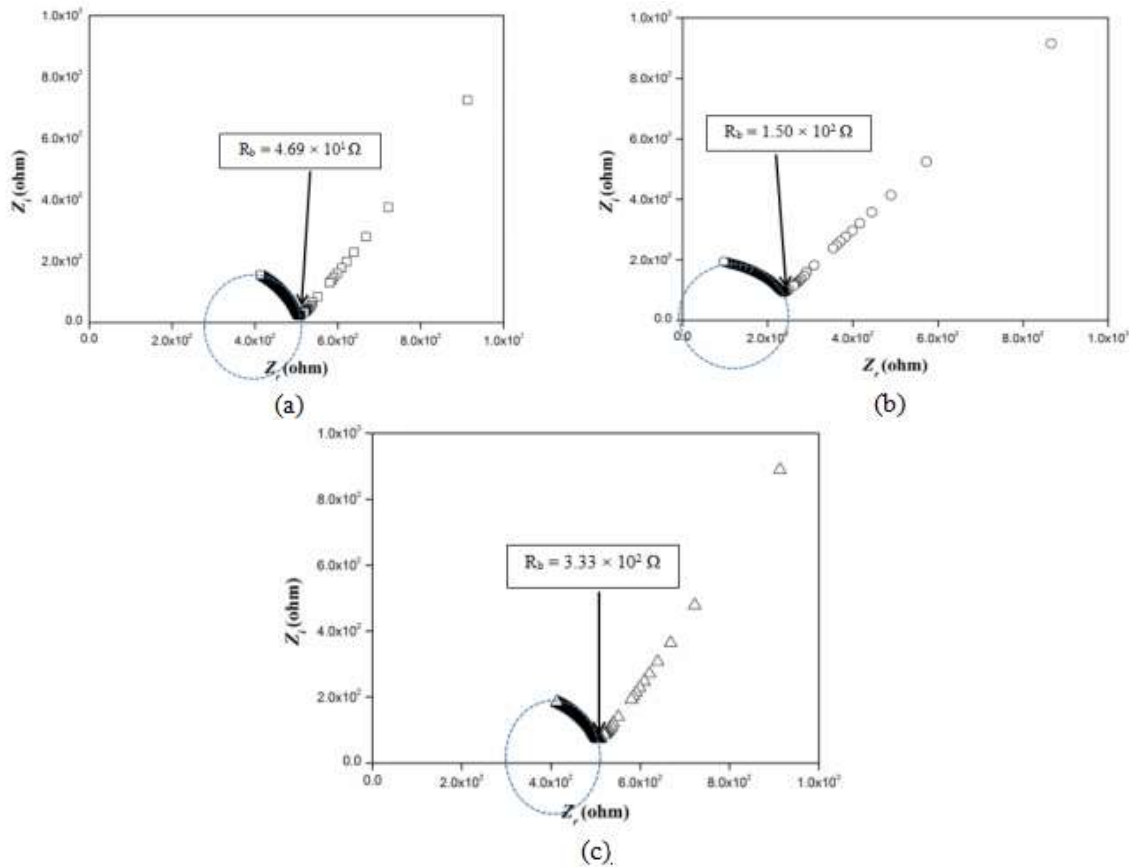 1.0x10³
8.0x10²
6.0x10²
4.0x10²
2.0x10²
0.0
Zᵢ (ohm)
R_b = 4.69 × 10¹ Ω
0.0 2.0x10² 4.0x10² 6.0x10² 8.0x10² 1.0x10³
Zᵣ (ohm)
(a)
1.0x10³
8.0x10²
6.0x10²
4.0x10²
2.0x10²
0.0
Zᵢ (ohm)
R_b = 1.50 × 10² Ω
0.0 2.0x10² 4.0x10² 6.0x10² 8.0x10² 1.0x10³
Zᵣ (ohm)
(b)
1.0x10³
8.0x10²
6.0x10²
4.0x10²
2.0x10²
0.0
Zᵢ (ohm)
R_b = 3.33 × 10² Ω
0.0 2.0x10² 4.0x10² 6.0x10² 8.0x10² 1.0x10³
Zᵣ (ohm)
(c)